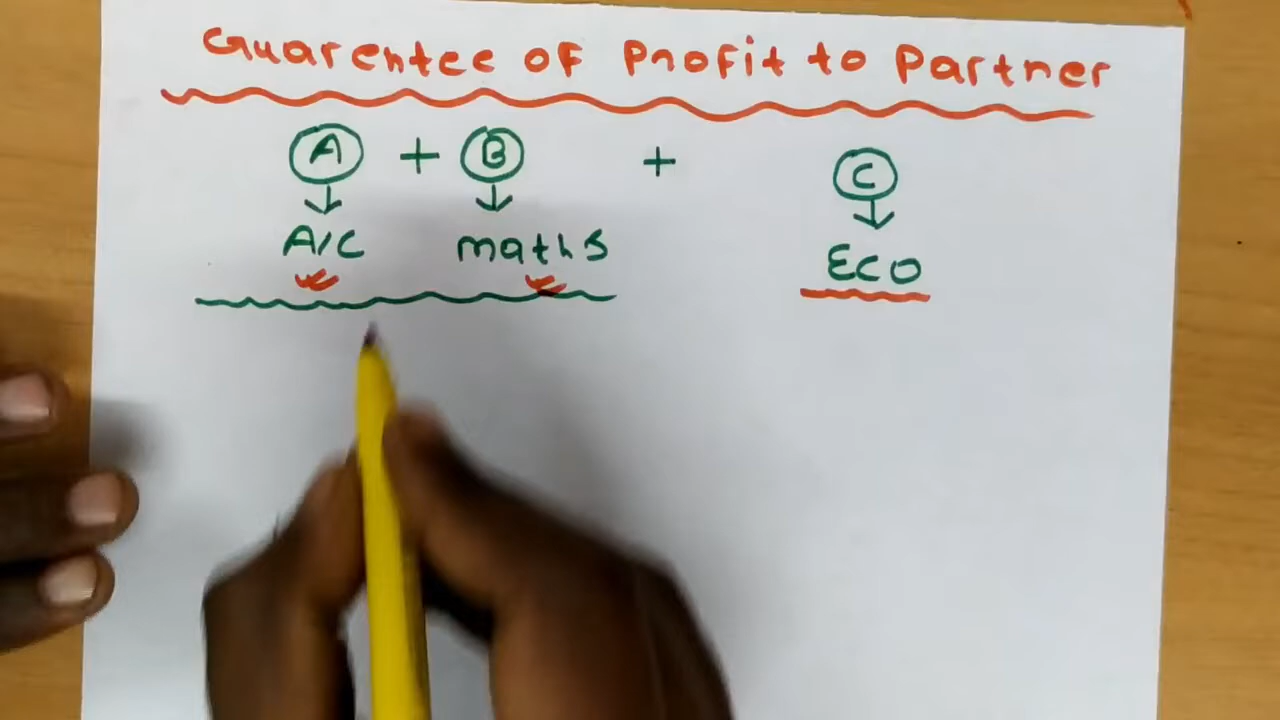 Guarentee of Profit to Partner
A + B + C
A/C maths ECO